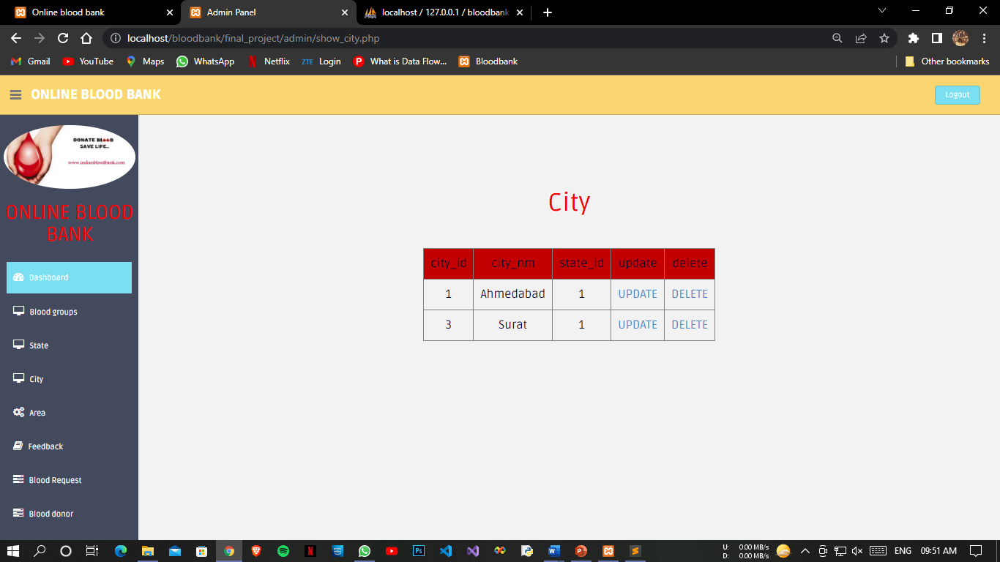 Online blood bank
Admin Panel
localhost / 127.0.0.1 / bloodbank
localhost/bloodbank/final_project/admin/show_city.php
Gmail
YouTube
Maps
WhatsApp
Netflix
ZTE Login
What is Data Flow...
Bloodbank
Other bookmarks
ONLINE BLOOD BANK
Logout
DONATE BLOOD
SAVE LIFE..
www.indianbloodbank.com
ONLINE BLOOD
BANK
Dashboard
Blood groups
State
City
Area
Feedback
Blood Request
Blood donor
City
city_id city_nm state_id update delete
1 Ahmedabad 1 UPDATE DELETE
3 Surat 1 UPDATE DELETE
U: 0.00 MB/s
D: 0.00 MB/s
ENG
09:51 AM